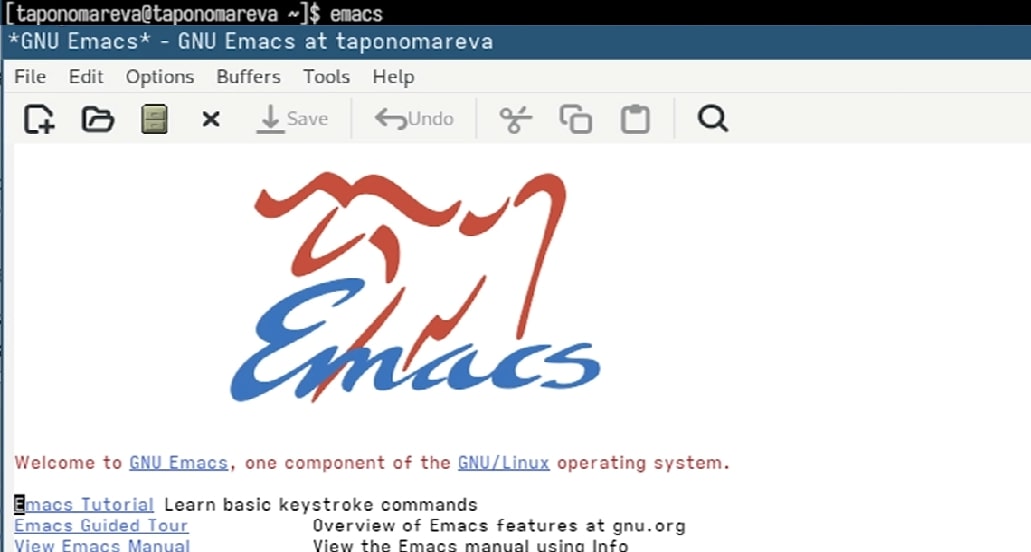 [taponomareva@taponomareva ~]$ emacs
*GNU Emacs* - GNU Emacs at taponomareva
File Edit Options Buffers Tools Help
Save Undo
Emacs
Welcome to GNU Emacs, one component of the GNU/Linux operating system.
Emacs Tutorial Learn basic keystroke commands
Emacs Guided Tour Overview of Emacs features at gnu.org
View Emacs Manual View the Emacs manual using Info